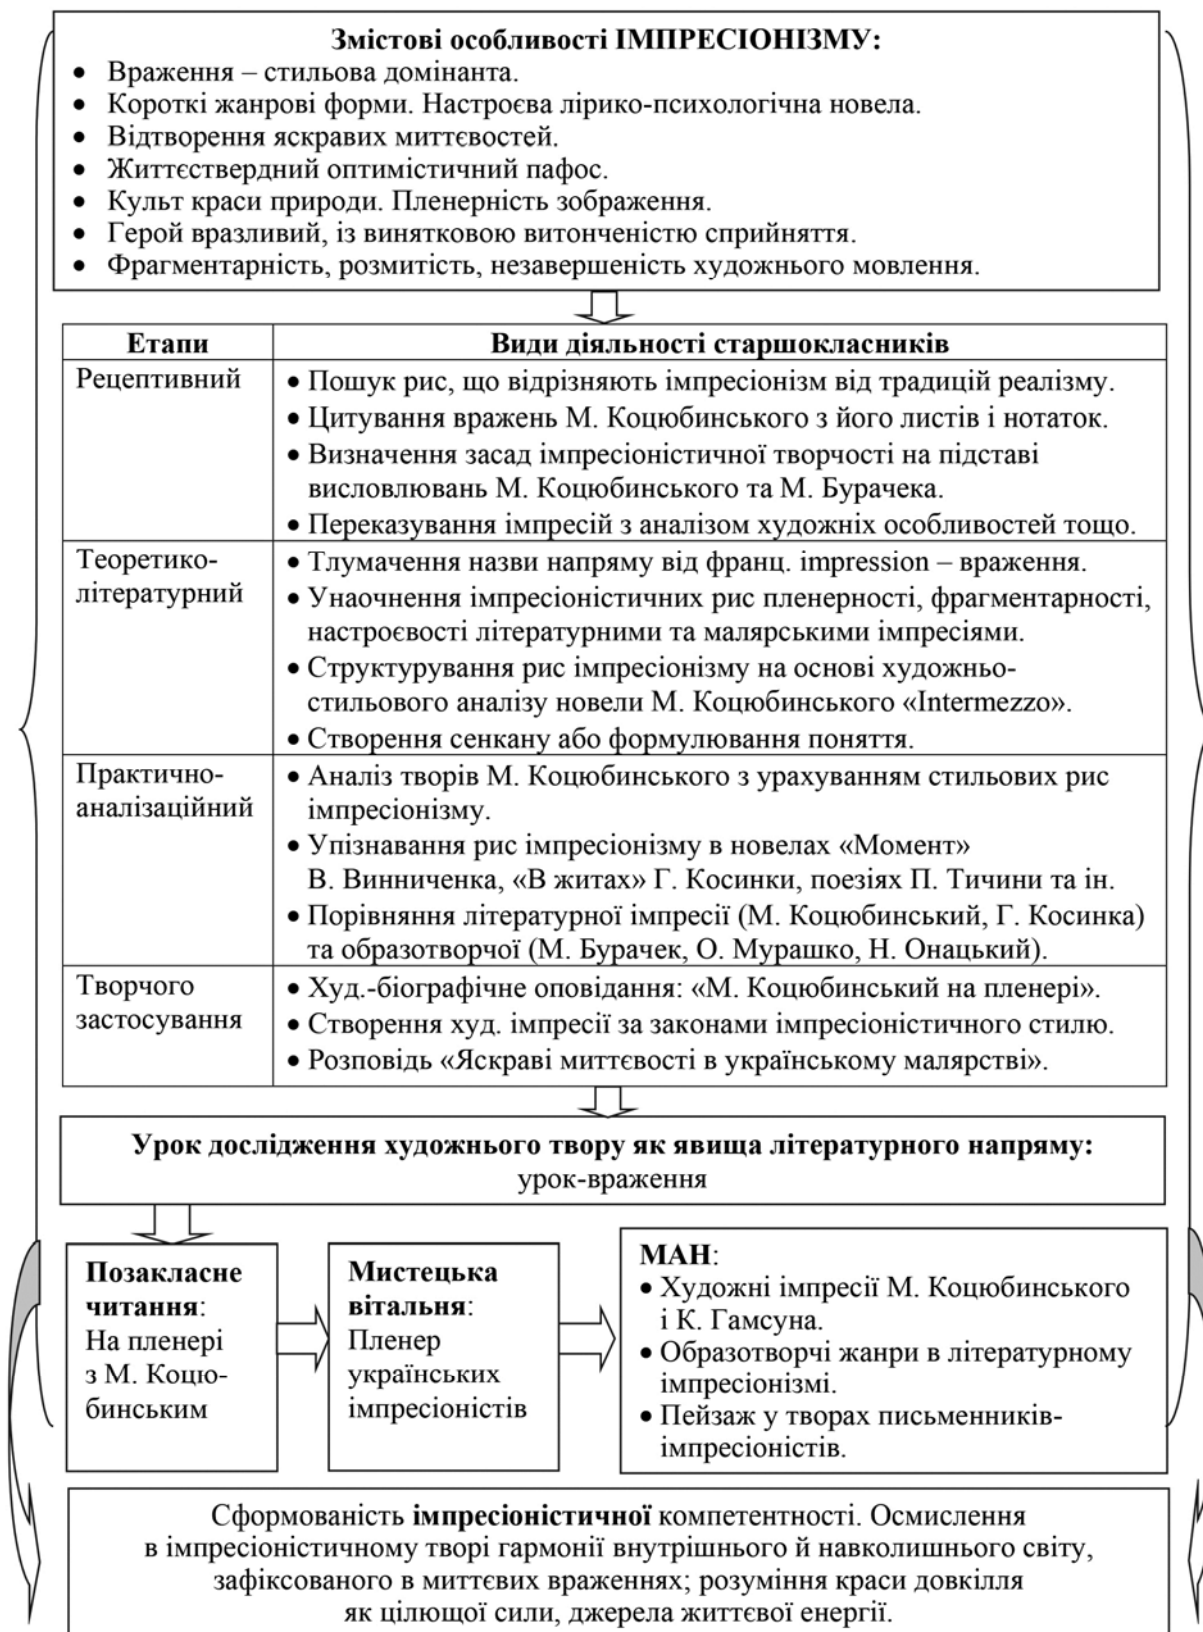 Змістові особливості ІМПРЕСІОНІЗМУ:
• Враження – стильова домінанта.
• Короткі жанрові форми. Настроєва лірико-психологічна новела.
• Відтворення яскравих миттєвостей.
• Життєствердний оптимістичний пафос.
• Культ краси природи. Пленерність зображення.
• Герой вразливий, із винятковою витонченістю сприйняття.
• Фрагментарність, розмитість, незавершеність художнього мовлення.
Етапи
Види діяльності старшокласників
Рецептивний
• Пошук рис, що відрізняють імпресіонізм від традицій реалізму.
• Цитування вражень М. Коцюбинського з його листів і нотаток.
• Визначення засад імпресіоністичної творчості на підставі
висловлювань М. Коцюбинського та М. Бурачека.
• Переказування імпресій з аналізом художніх особливостей тощо.
Теоретико-
літературний
• Тлумачення назви напряму від франц. impression – враження.
• Унаочнення імпресіоністичних рис пленерності, фрагментарності,
настроєвості літературними та малярськими імпресіями.
• Структурування рис імпресіонізму на основі художньо-
стильового аналізу новели М. Коцюбинського «Intermezzo».
• Створення сенкану або формулювання поняття.
Практично-
аналізаційний
• Аналіз творів М. Коцюбинського з урахуванням стильових рис
імпресіонізму.
• Упізнавання рис імпресіонізму в новелах «Момент»
В. Винниченка, «В житах» Г. Косинки, поезіях П. Тичини та ін.
• Порівняння літературної імпресії (М. Коцюбинський, Г. Косинка)
та образотворчої (М. Бурачек, О. Мурашко, Н. Онацький).
Творчого
застосування
• Худ.-біографічне оповідання: «М. Коцюбинський на пленері».
• Створення худ. імпресії за законами імпресіоністичного стилю.
• Розповідь «Яскраві миттєвості в українському малярстві».
Урок дослідження художнього твору як явища літературного напряму:
урок-враження
Позакласне
читання:
На пленері
з М. Коцю-
бинським
Мистецька
вітальня:
Пленер
українських
імпресіоністів
МАН:
• Художні імпресії М. Коцюбинського
і К. Гамсуна.
• Образотворчі жанри в літературному
імпресіонізмі.
• Пейзаж у творах письменників-
імпресіоністів.
Сформованість імпресіоністичної компетентності. Осмислення
в імпресіоністичному творі гармонії внутрішнього й навколишнього світу,
зафіксованого в миттєвих враженнях; розуміння краси довкілля
як цілющої сили, джерела життєвої енергії.